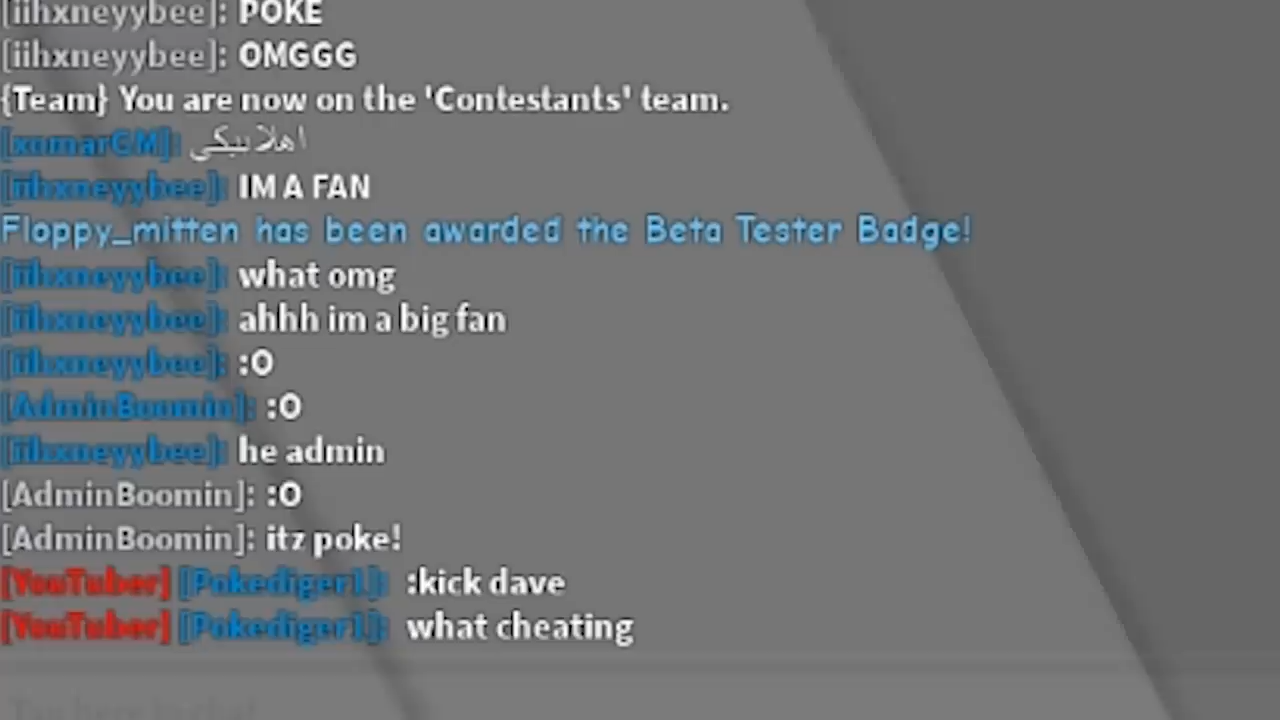 [iihxneyybee]: POKE
[iihxneyybee]: OMGGG
{Team} You are now on the 'Contestants' team.
[xomarGM]: اهلا بيكي
[iihxneyybee]: IM A FAN
Floppy_mitten has been awarded the Beta Tester Badge!
[iihxneyybee]: what omg
[iihxneyybee]: ahhh im a big fan
[iihxneyybee]: :O
[AdminBoomin]: :O
[iihxneyybee]: he admin
[AdminBoomin]: :O
[AdminBoomin]: itz poke!
[YouTuber] [Pokediger1]: :kick dave
[YouTuber] [Pokediger1]: what cheating